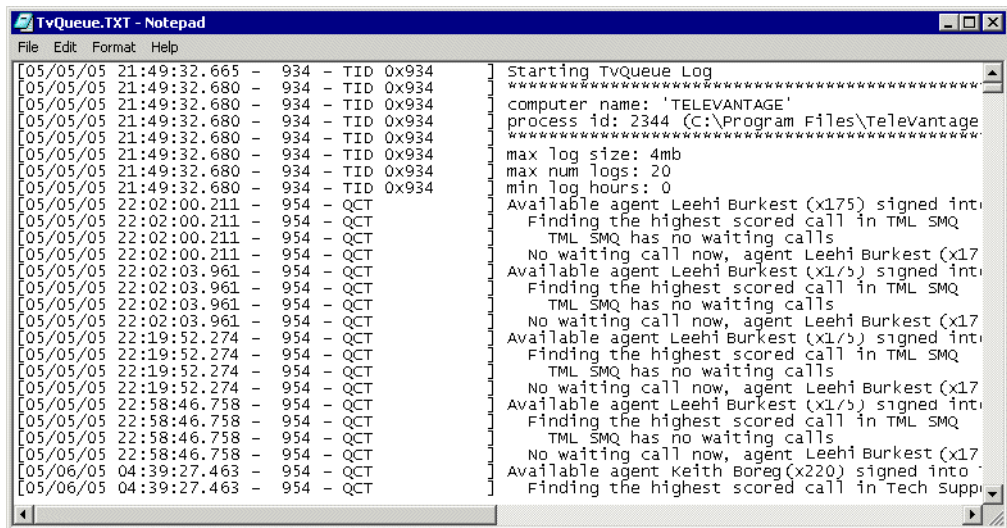 TvQueue.TXT - Notepad
File Edit Format Help
[05/05/05 21:49:32.665 - 934 - TID 0x934 ] Starting TvQueue Log
[05/05/05 21:49:32.680 - 934 - TID 0x934 ] **********************************************
[05/05/05 21:49:32.680 - 934 - TID 0x934 ] computer name: 'TELEVANTAGE'
[05/05/05 21:49:32.680 - 934 - TID 0x934 ] process id: 2344 (C:\Program Files\TeleVantage
[05/05/05 21:49:32.680 - 934 - TID 0x934 ] **********************************************
[05/05/05 21:49:32.680 - 934 - TID 0x934 ] max log size: 4mb
[05/05/05 21:49:32.680 - 934 - TID 0x934 ] max num logs: 20
[05/05/05 21:49:32.680 - 934 - TID 0x934 ] min log hours: 0
[05/05/05 22:02:00.211 - 954 - QCT ] Available agent Leehi Burkest (x175) signed into
[05/05/05 22:02:00.211 - 954 - QCT ] Finding the highest scored call in TML SMQ
[05/05/05 22:02:00.211 - 954 - QCT ] TML SMQ has no waiting calls
[05/05/05 22:02:00.211 - 954 - QCT ] No waiting call now, agent Leehi Burkest (x17
[05/05/05 22:02:03.961 - 954 - QCT ] Available agent Leehi Burkest (x175) signed into
[05/05/05 22:02:03.961 - 954 - QCT ] Finding the highest scored call in TML SMQ
[05/05/05 22:02:03.961 - 954 - QCT ] TML SMQ has no waiting calls
[05/05/05 22:02:03.961 - 954 - QCT ] No waiting call now, agent Leehi Burkest (x17
[05/05/05 22:19:52.274 - 954 - QCT ] Available agent Leehi Burkest (x175) signed into
[05/05/05 22:19:52.274 - 954 - QCT ] Finding the highest scored call in TML SMQ
[05/05/05 22:19:52.274 - 954 - QCT ] TML SMQ has no waiting calls
[05/05/05 22:19:52.274 - 954 - QCT ] No waiting call now, agent Leehi Burkest (x17
[05/05/05 22:58:46.758 - 954 - QCT ] Available agent Leehi Burkest (x175) signed into
[05/05/05 22:58:46.758 - 954 - QCT ] Finding the highest scored call in TML SMQ
[05/05/05 22:58:46.758 - 954 - QCT ] TML SMQ has no waiting calls
[05/05/05 22:58:46.758 - 954 - QCT ] No waiting call now, agent Leehi Burkest (x17
[05/06/05 04:39:27.463 - 954 - QCT ] Available agent Keith Boreg (x220) signed into
[05/06/05 04:39:27.463 - 954 - QCT ] Finding the highest scored call in Tech Supp